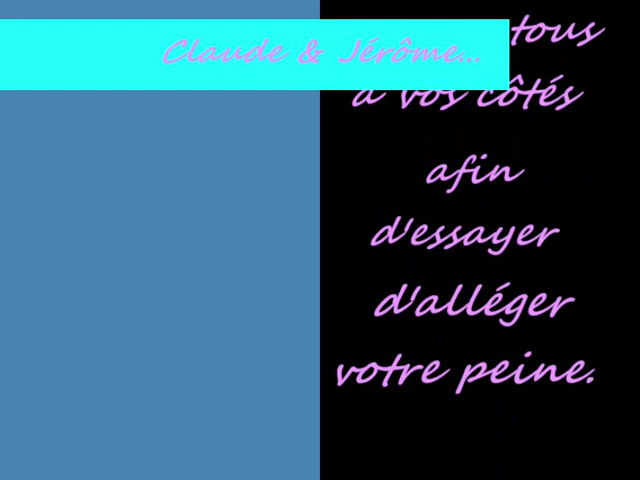 Claude & Jérôme...
tous
à vos côtés
afin
d'essayer
d'alléger
votre peine.